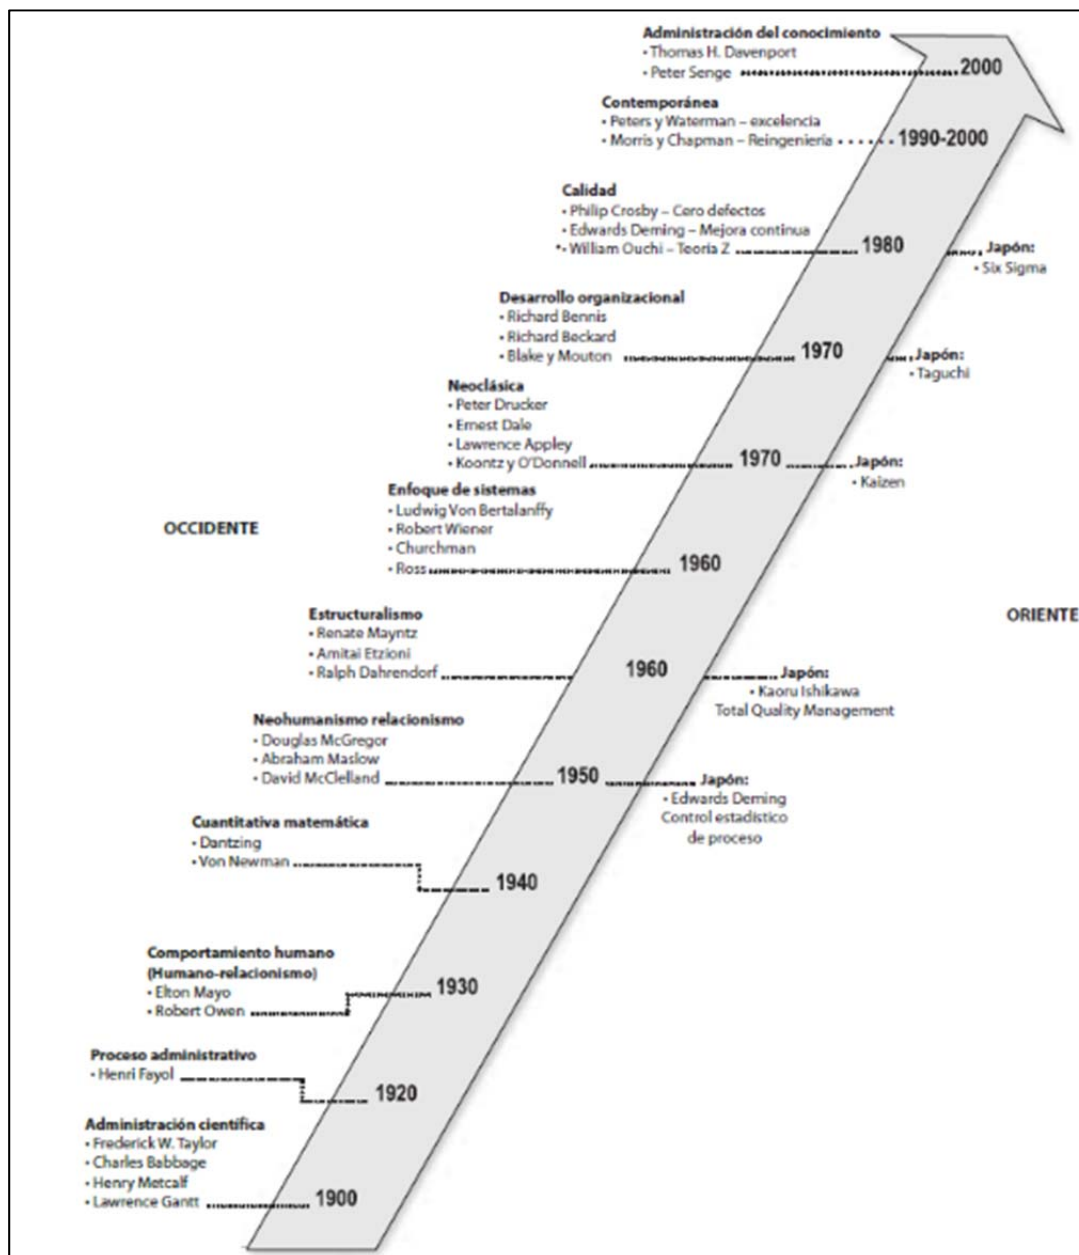 Administración del conocimiento
• Thomas H. Davenport
• Peter Senge
2000
Contemporánea
• Peters y Waterman – excelencia
• Morris y Chapman – Reingeniería
1990-2000
Calidad
• Philip Crosby – Cero defectos
• Edwards Deming – Mejora continua
• William Ouchi – Teoría Z
1980
Japón:
• Six Sigma
Desarrollo organizacional
• Richard Bennis
• Richard Beckard
• Blake y Mouton
1970
Japón:
• Taguchi
Neoclásica
• Peter Drucker
• Ernest Dale
• Lawrence Appley
• Koontz y O'Donnell
1970
Japón:
• Kaizen
Enfoque de sistemas
• Ludwig Von Bertalanffy
• Robert Wiener
• Churchman
• Ross
1960
OCCIDENTE
ORIENTE
Estructuralismo
• Renate Mayntz
• Amitai Etzioni
• Ralph Dahrendorf
1960
Japón:
• Kaoru Ishikawa
Total Quality Management
Neohumanismo relacionismo
• Douglas McGregor
• Abraham Maslow
• David McClelland
1950
Japón:
• Edwards Deming
Control estadístico
de proceso
Cuantitativa matemática
• Dantzing
• Von Newman
1940
Comportamiento humano
(Humano-relacionismo)
• Elton Mayo
• Robert Owen
1930
Proceso administrativo
• Henri Fayol
1920
Administración científica
• Frederick W. Taylor
• Charles Babbage
• Henry Metcalf
• Lawrence Gantt
1900